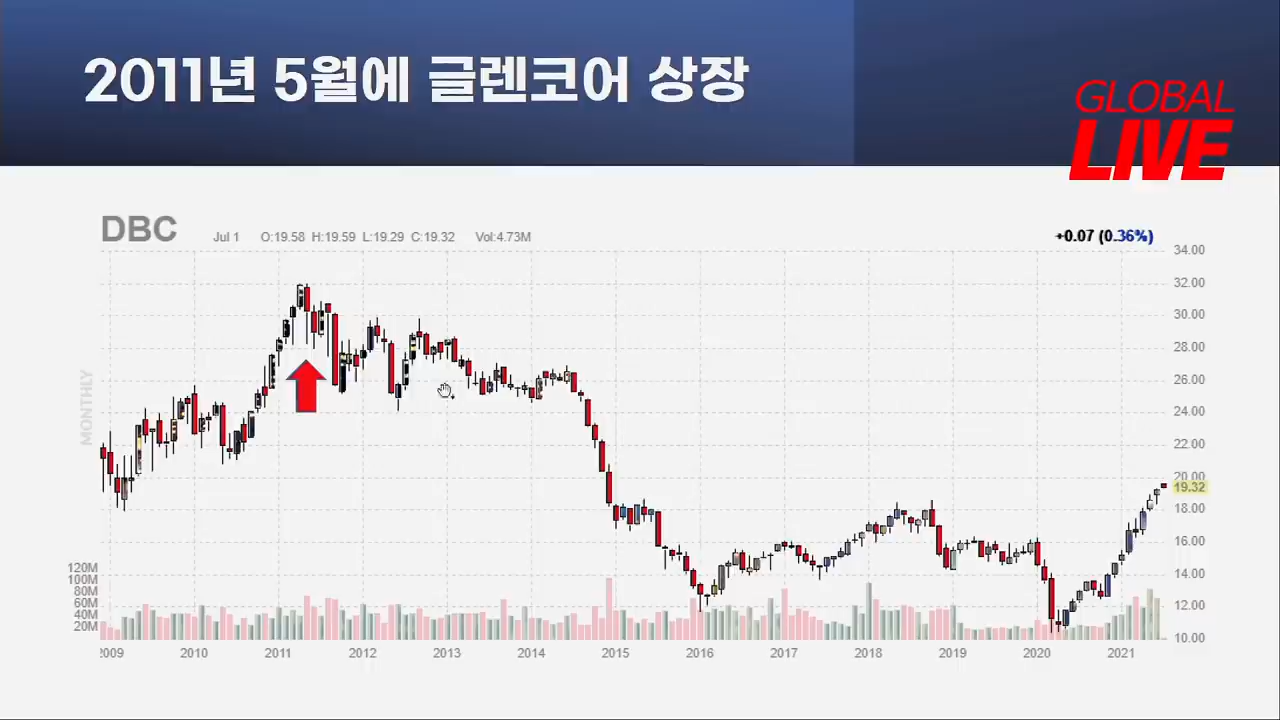 2011년 5월에 글렌코어 상장
GLOBAL
LIVE
DBC Jul 1 O:19.58 H:19.59 L:19.29 C:19.32 Vol:4.73M +0.07 (0.36%)
34.00
32.00
30.00
28.00
26.00
24.00
22.00
20.00
19.32
18.00
16.00
14.00
12.00
10.00
MONTHLY
120M
100M
80M
60M
40M
20M
2009 2010 2011 2012 2013 2014 2015 2016 2017 2018 2019 2020 2021